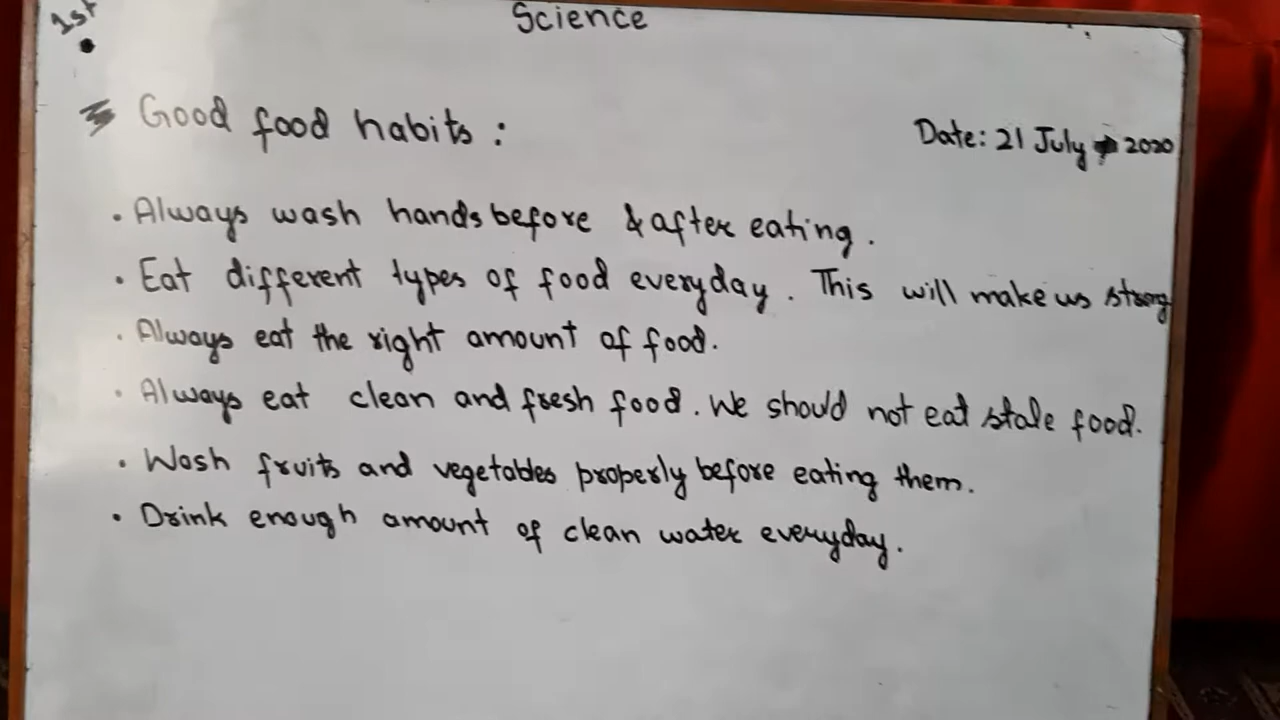 1st
Science
Good food habits :
Date: 21 July 2020
• Always wash hands before & after eating.
• Eat different types of food everyday. This will make us strong
• Always eat the right amount of food.
• Always eat clean and fresh food. We should not eat stale food.
• Wash fruits and vegetables properly before eating them.
• Drink enough amount of clean water everyday.